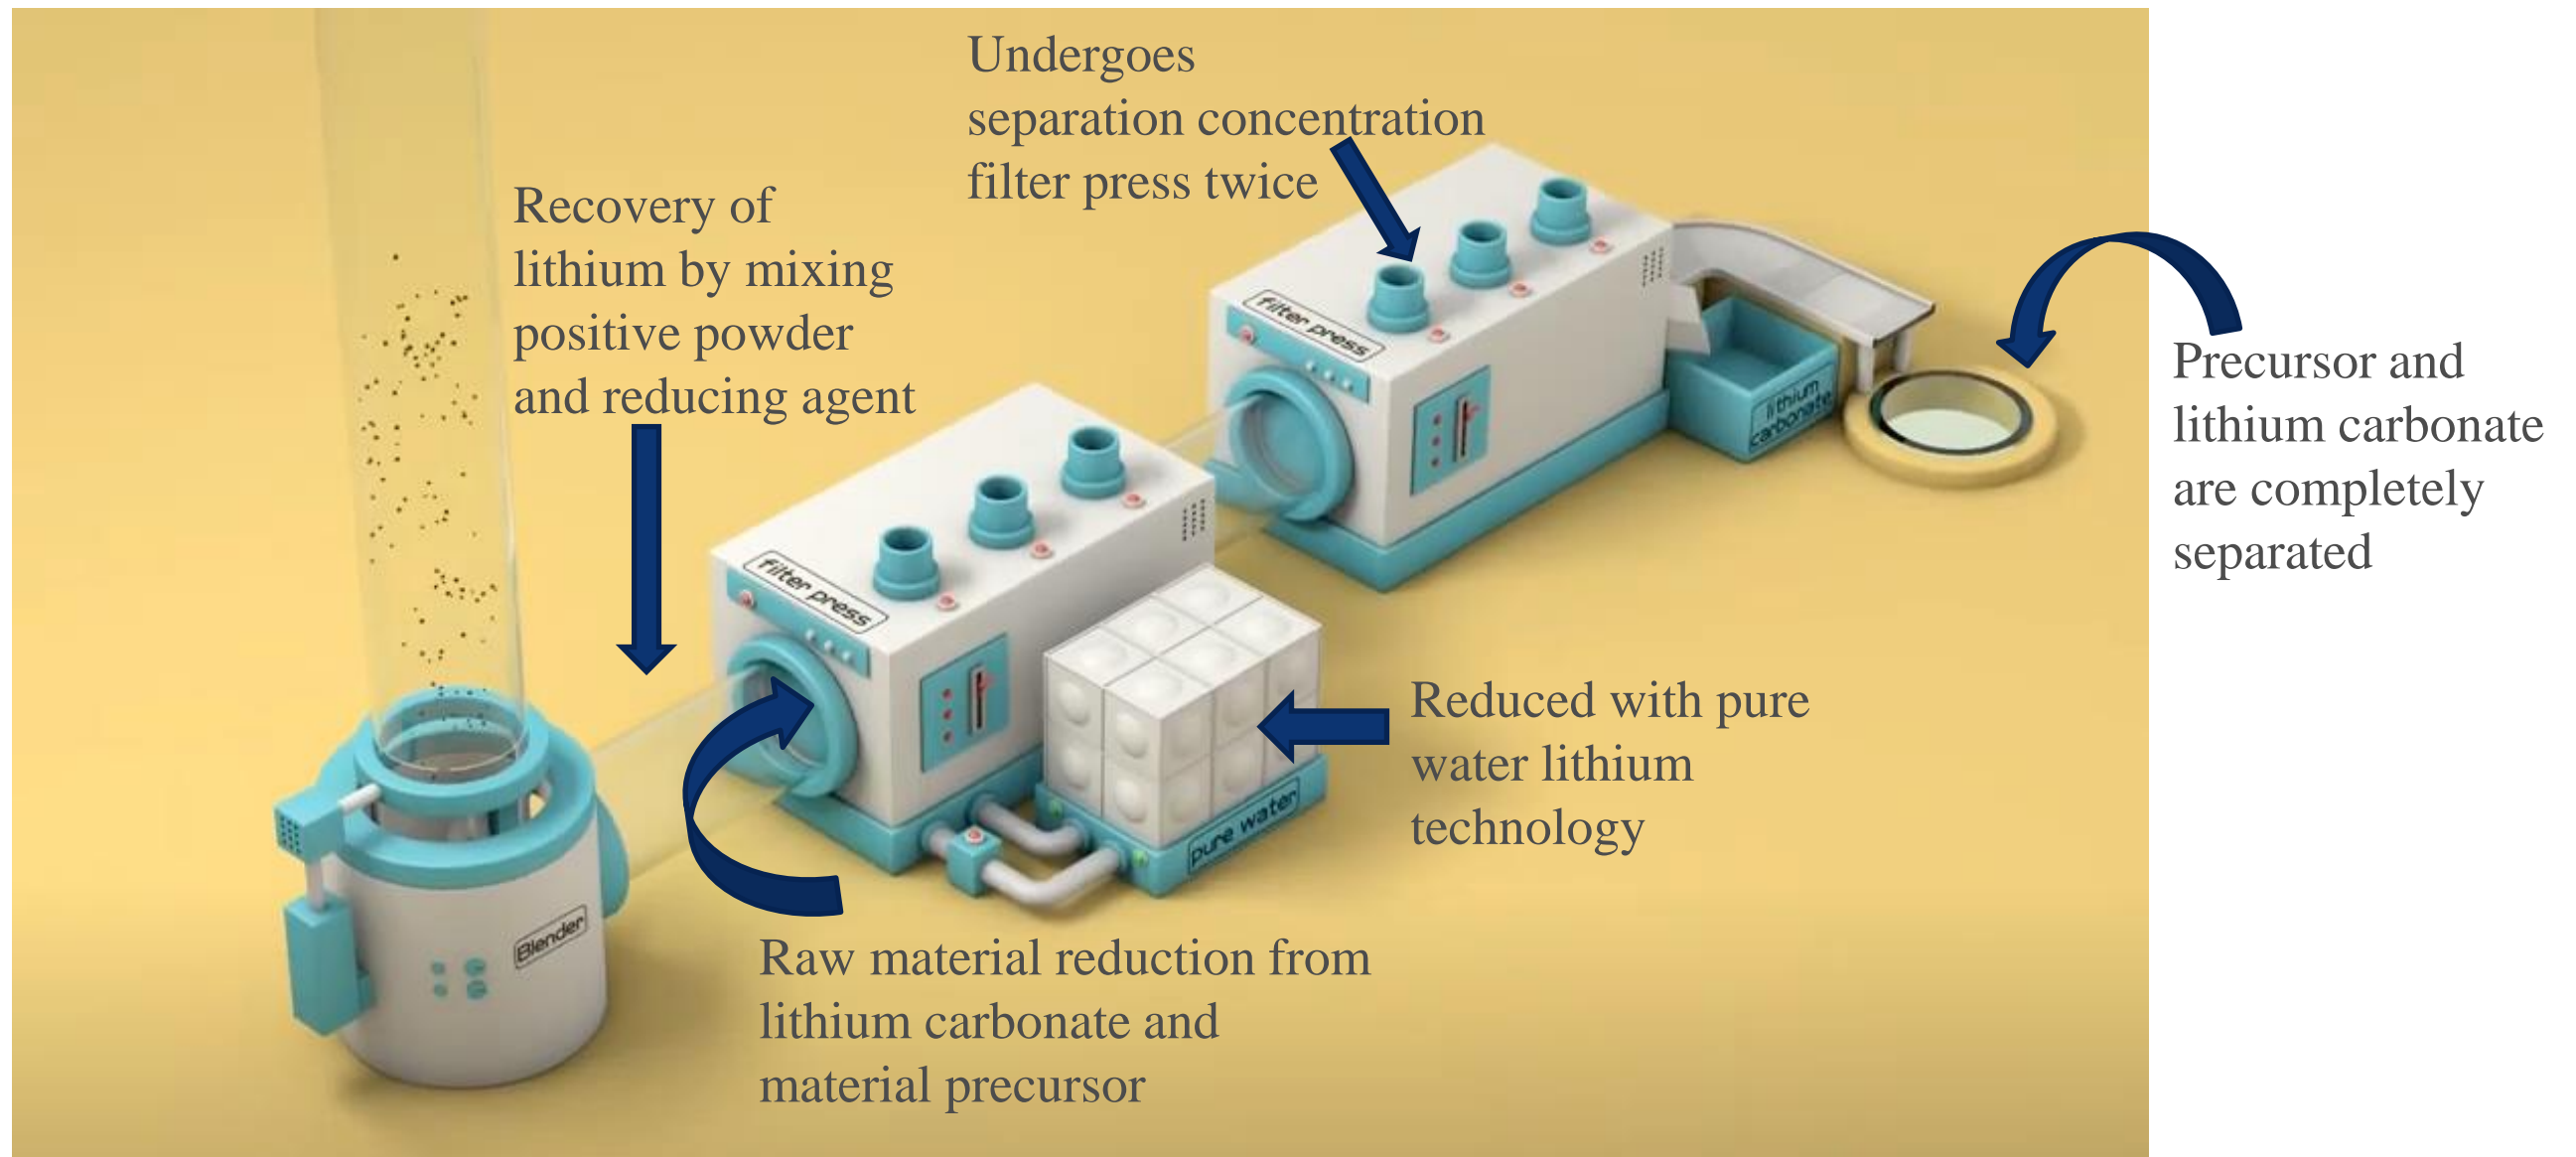 Undergoes
separation concentration
filter press twice
Recovery of
lithium by mixing
positive powder
and reducing agent
filter press
lithium
carbonate
Precursor and
lithium carbonate
are completely
separated
filter press
Reduced with pure
water lithium
technology
pure water
Blender
Raw material reduction from
lithium carbonate and
material precursor